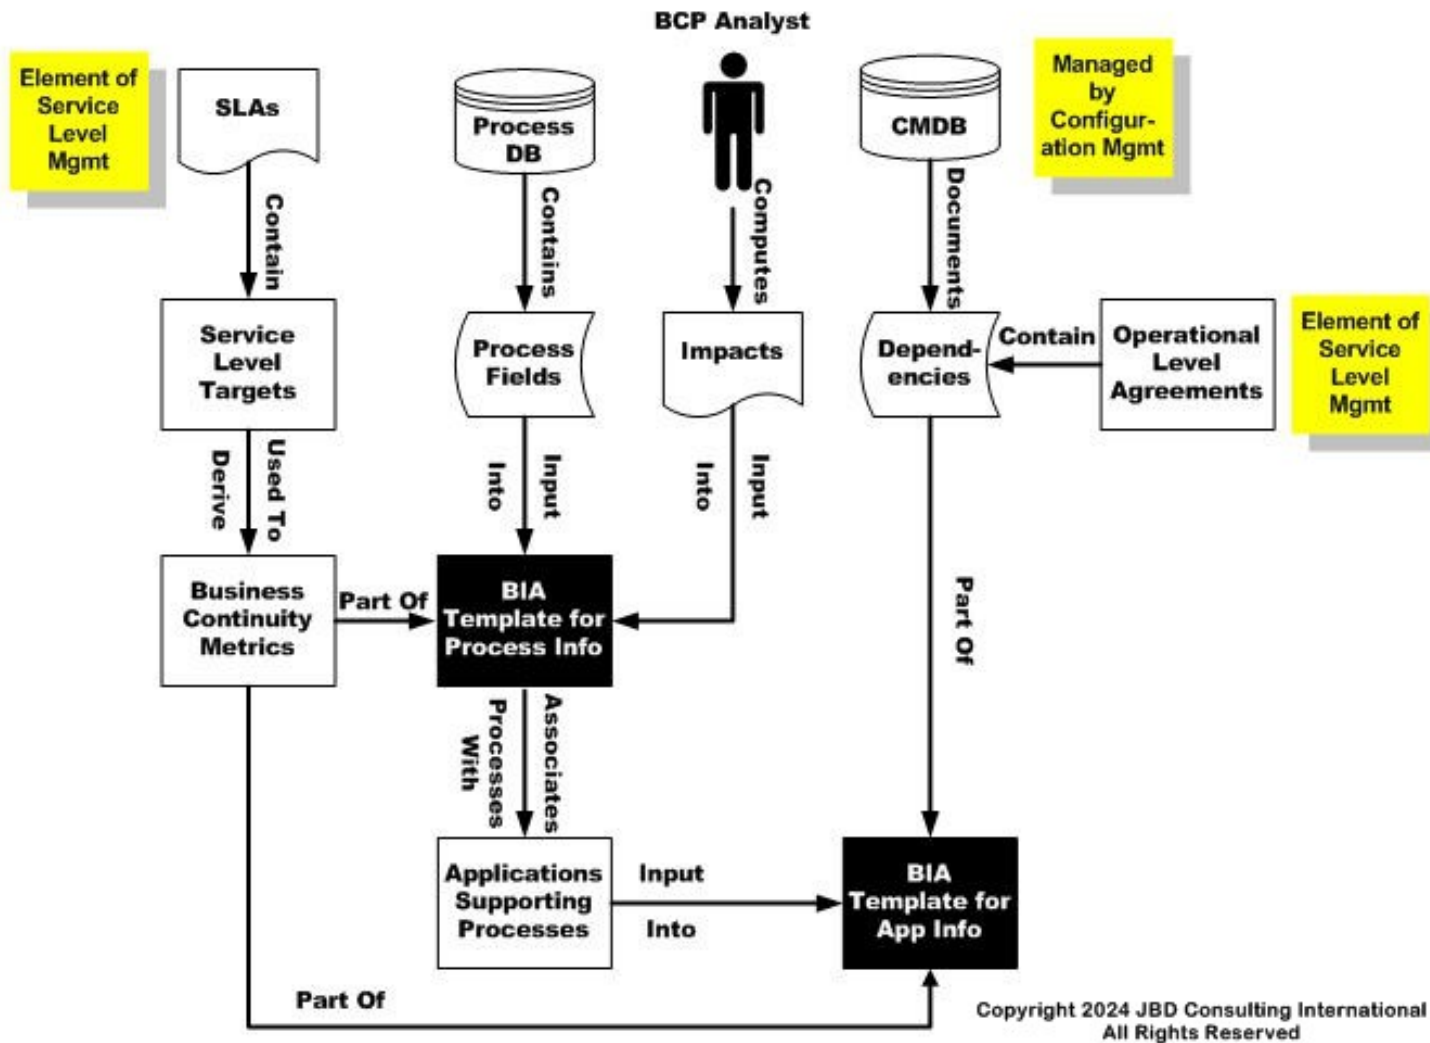 BCP Analyst
Element of
Service
Level
Mgmt
SLAs
Process
DB
CMDB
Managed
by
Configur-
ation Mgmt
Contain
Contains
Computes
Documents
Service
Level
Targets
Process
Fields
Impacts
Depend-
encies
Contain
Operational
Level
Agreements
Element of
Service
Level
Mgmt
Used To
Derive
Input
Into
Input
Into
Business
Continuity
Metrics
Part Of
BIA
Template for
Process Info
Part Of
Associates
Processes
With
Applications
Supporting
Processes
Input
Into
BIA
Template for
App Info
Part Of
Copyright 2024 JBD Consulting International
All Rights Reserved